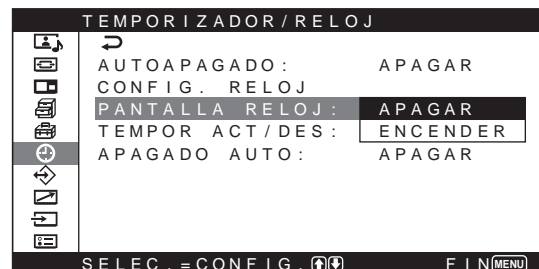 TEMPORIZADOR/RELOJ
AUTOAPAGADO: APAGAR
CONFIG. RELOJ
PANTALLA RELOJ: APAGAR
TEMPOR ACT/DES: ENCENDER
APAGADO AUTO: APAGAR
SELEC.=CONFIG. FIN MENU